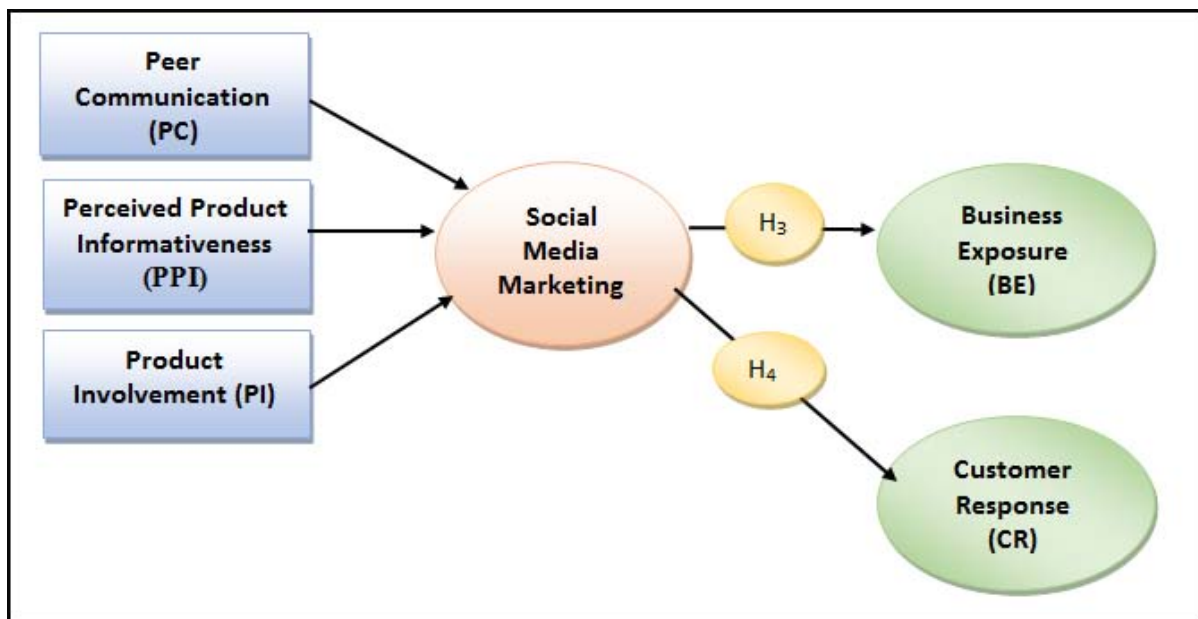 Peer
Communication
(PC)
Perceived Product
Informativeness
(PPI)
Product
Involvement (PI)
Social
Media
Marketing
H₃
H₄
Business
Exposure
(BE)
Customer
Response
(CR)